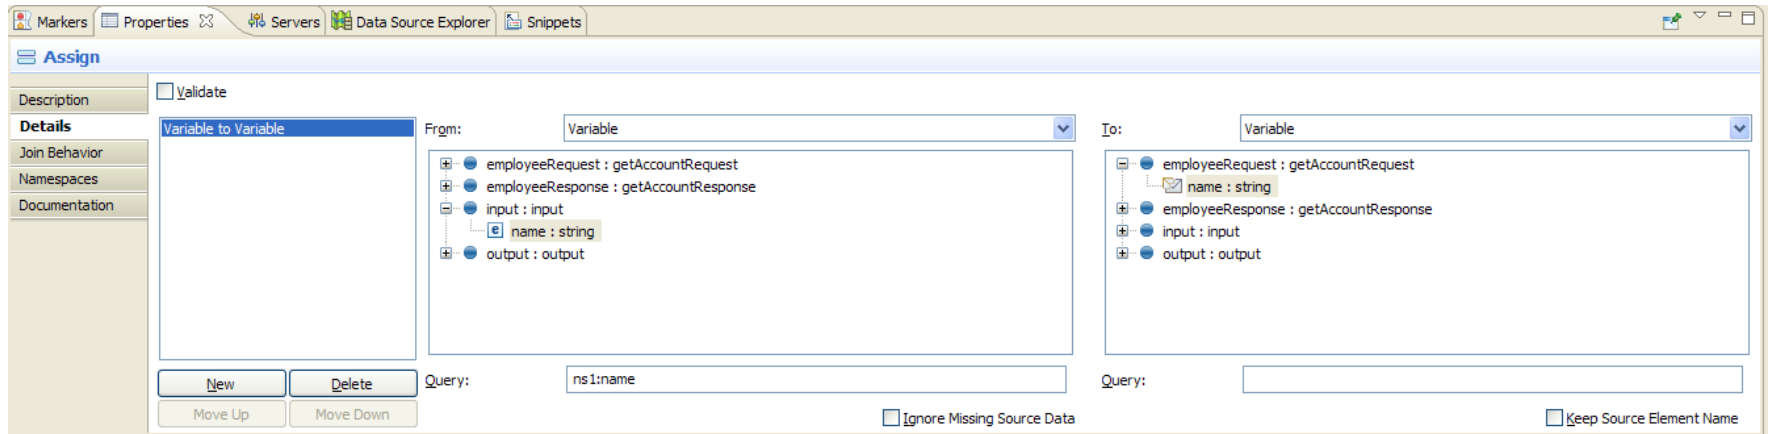 Markers Properties Servers Data Source Explorer Snippets
Assign
Description
Details
Join Behavior
Namespaces
Documentation
Validate
Variable to Variable
New Delete
Move Up Move Down
From: Variable
employeeRequest : getAccountRequest
employeeResponse : getAccountResponse
input : input
e name : string
output : output
Query: ns1:name
Ignore Missing Source Data
To: Variable
employeeRequest : getAccountRequest
name : string
employeeResponse : getAccountResponse
input : input
output : output
Query:
Keep Source Element Name